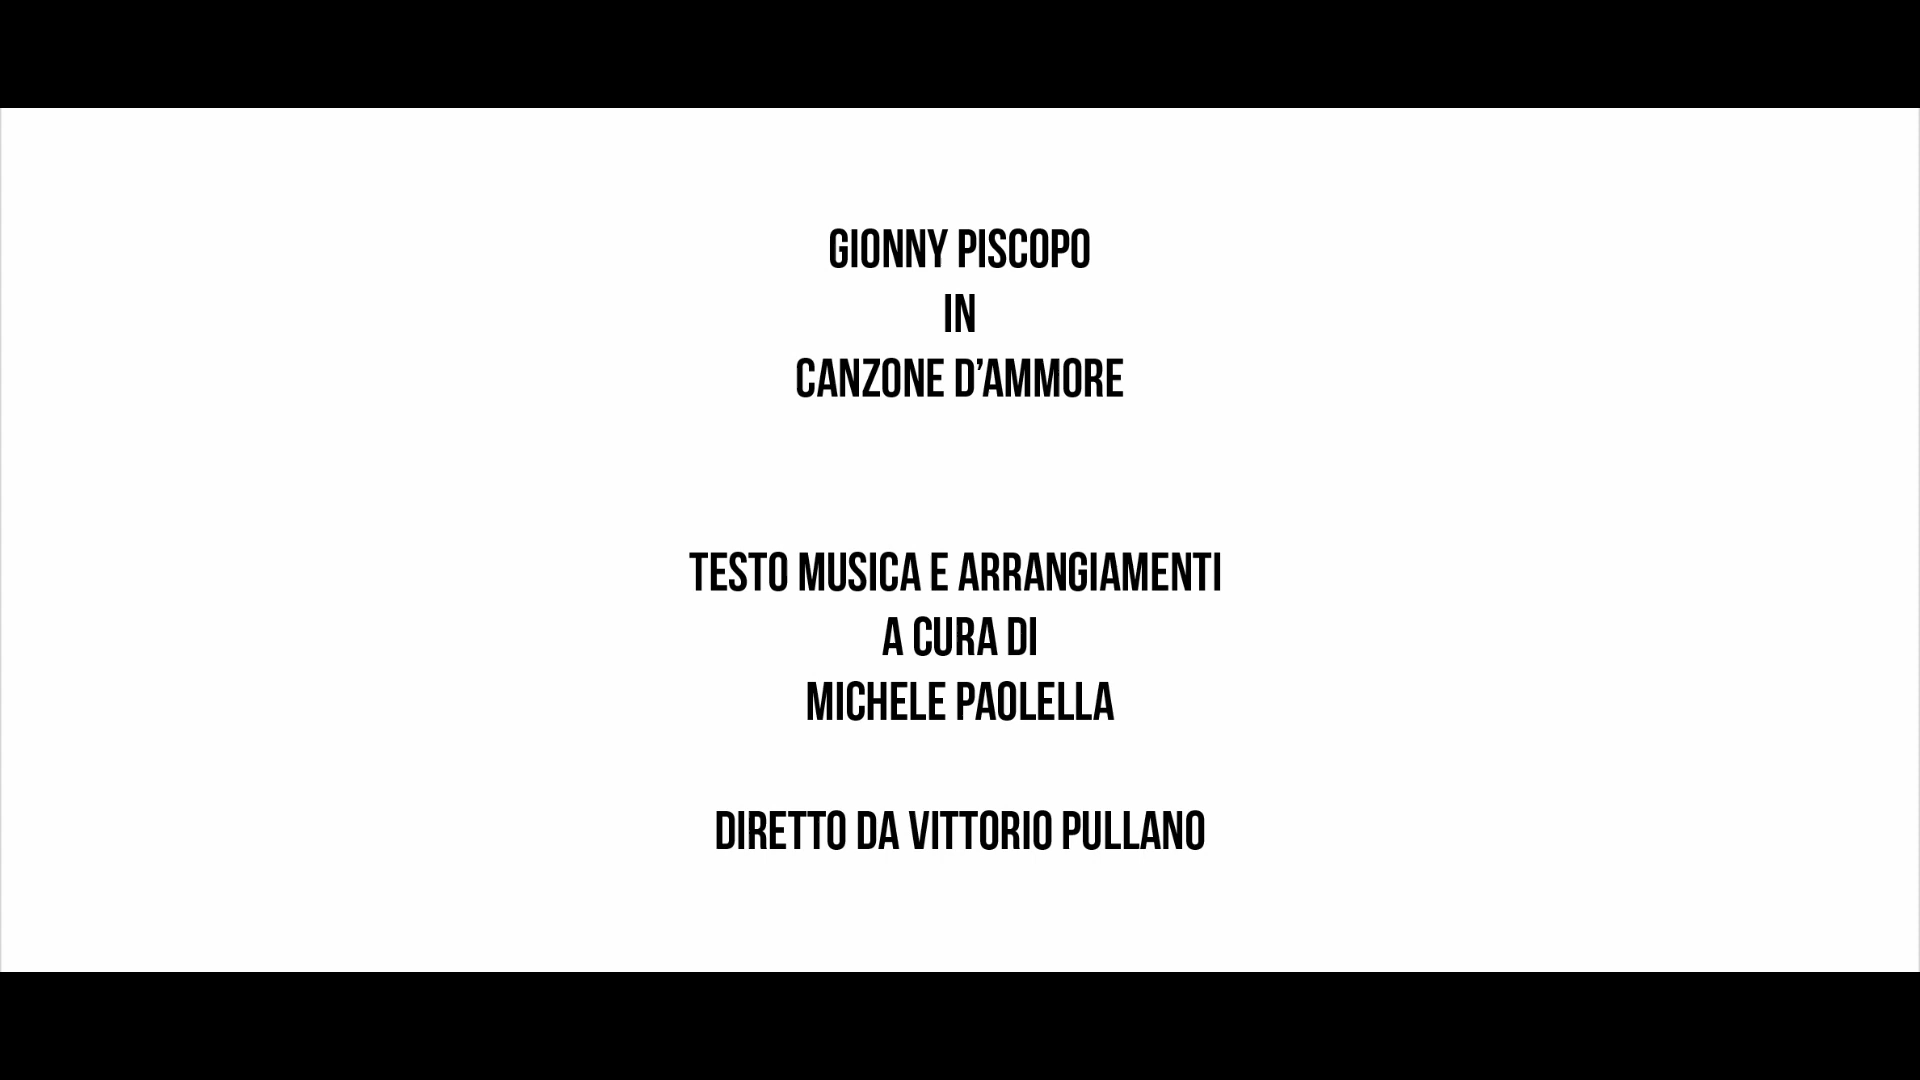 GIONNY PISCOPO
IN
CANZONE D’AMMORE
TESTO MUSICA E ARRANGIAMENTI
A CURA DI
MICHELE PAOLELLA
DIRETTO DA VITTORIO PULLANO